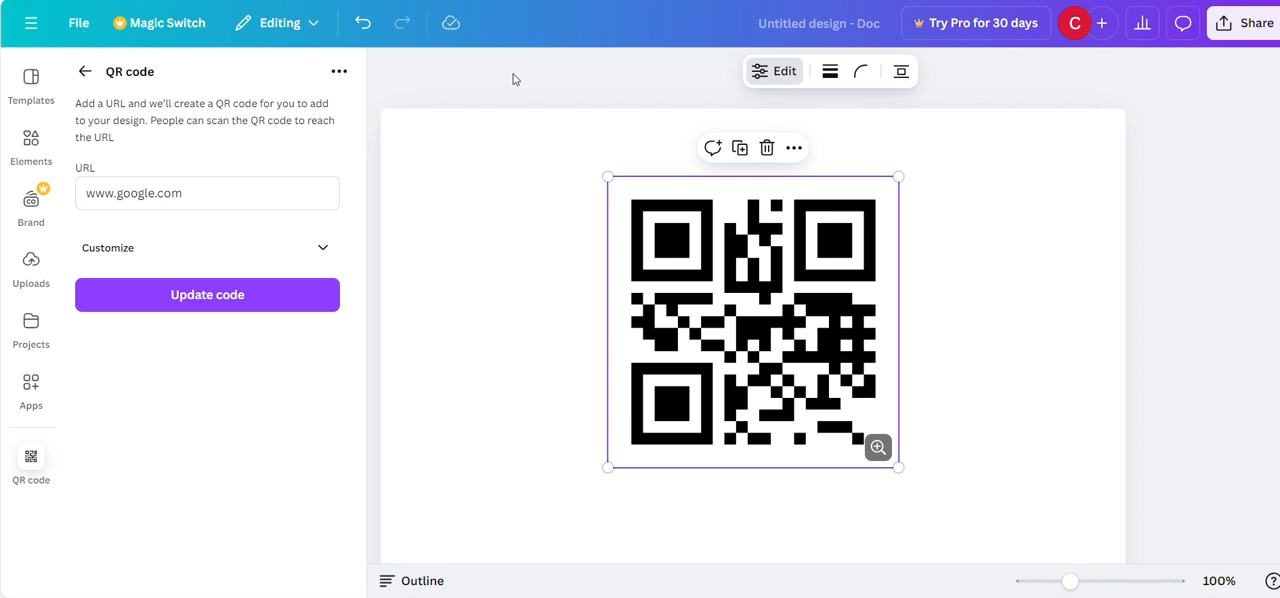 File
Magic Switch
Editing
Untitled design - Doc
Try Pro for 30 days
C
Share
Templates
Elements
Brand
Uploads
Projects
Apps
QR code
QR code
Add a URL and we'll create a QR code for you to add
to your design. People can scan the QR code to reach
the URL
URL
www.google.com
Customize
Update code
Edit
Outline
100%